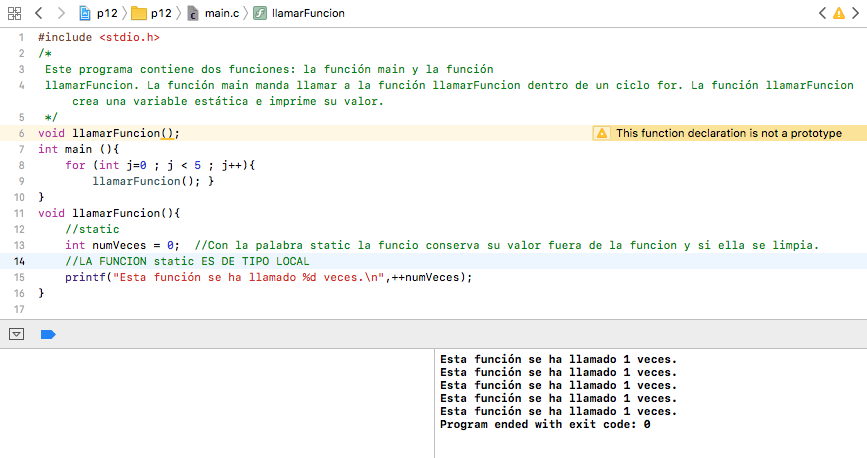 p12 p12 main.c llamarFuncion
1 #include <stdio.h>
2 /*
3 Este programa contiene dos funciones: la función main y la función
4 llamarFuncion. La función main manda llamar a la función llamarFuncion dentro de un ciclo for. La función llamarFuncion
crea una variable estática e imprime su valor.
5 */
6 void llamarFuncion(); This function declaration is not a prototype
7 int main (){
8 for (int j=0 ; j < 5 ; j++){
9 llamarFuncion(); }
10 }
11 void llamarFuncion(){
12 //static
13 int numVeces = 0; //Con la palabra static la funcio conserva su valor fuera de la funcion y si ella se limpia.
14 //LA FUNCION static ES DE TIPO LOCAL
15 printf("Esta función se ha llamado %d veces.\n",++numVeces);
16 }
17
Esta función se ha llamado 1 veces.
Esta función se ha llamado 1 veces.
Esta función se ha llamado 1 veces.
Esta función se ha llamado 1 veces.
Esta función se ha llamado 1 veces.
Program ended with exit code: 0